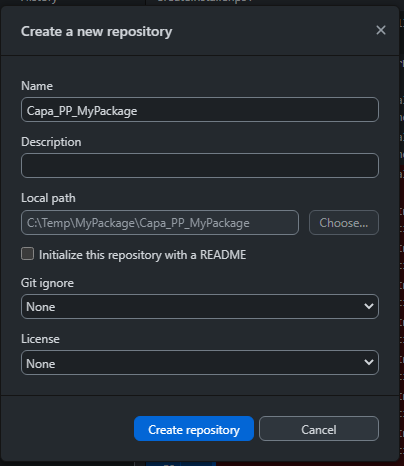 Create a new repository
Name
Capa_PP_MyPackage
Description
Local path
C:\Temp\MyPackage\Capa_PP_MyPackage
Choose...
Initialize this repository with a README
Git ignore
None
License
None
Create repository
Cancel